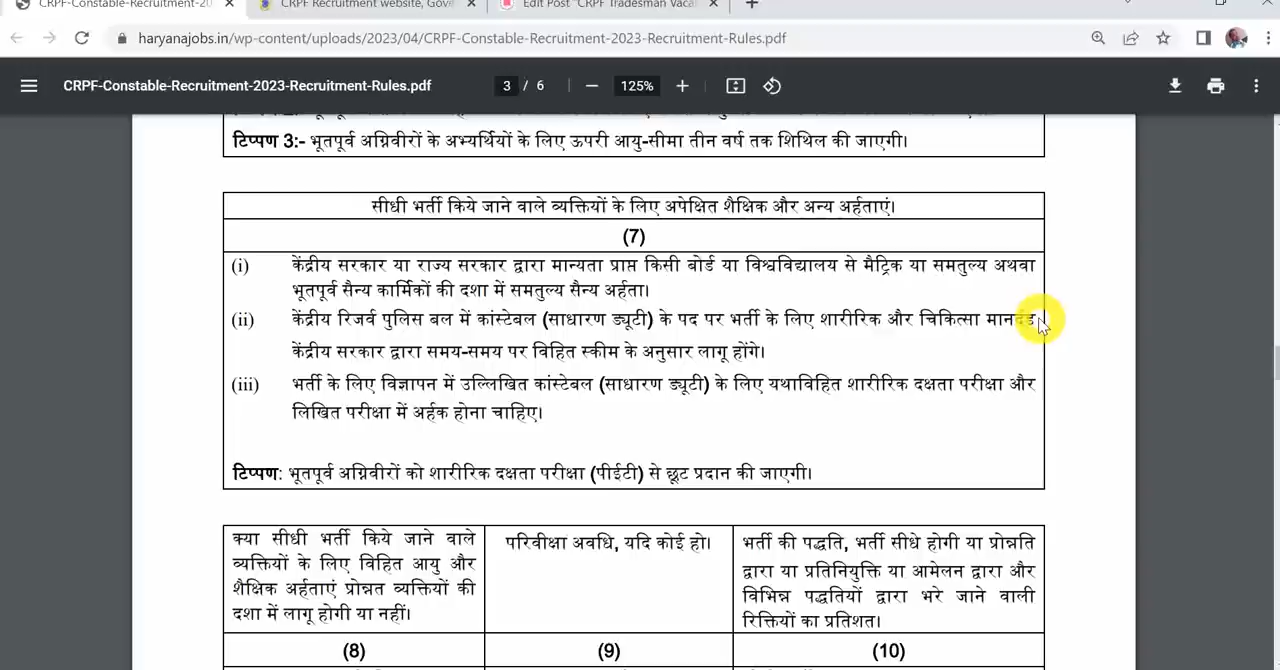 CRPF-Constable-Recruitment-20
CRPF Recruitment website, Govt
Edit Post "CRPF Tradesman Vaca
haryanajobs.in/wp-content/uploads/2023/04/CRPF-Constable-Recruitment-2023-Recruitment-Rules.pdf
CRPF-Constable-Recruitment-2023-Recruitment-Rules.pdf
3 / 6
125%
टिप्पण 3:- भूतपूर्व अग्निवीरों के अभ्यर्थियों के लिए ऊपरी आयु-सीमा तीन वर्ष तक शिथिल की जाएगी।
सीधी भर्ती किये जाने वाले व्यक्तियों के लिए अपेक्षित शैक्षिक और अन्य अर्हताएं।
(7)
(i) केंद्रीय सरकार या राज्य सरकार द्वारा मान्यता प्राप्त किसी बोर्ड या विश्वविद्यालय से मैट्रिक या समतुल्य अथवा
भूतपूर्व सैन्य कार्मिकों की दशा में समतुल्य सैन्य अर्हता।
(ii) केंद्रीय रिजर्व पुलिस बल में कांस्टेबल (साधारण ड्यूटी) के पद पर भर्ती के लिए शारीरिक और चिकित्सा मानदंड
केंद्रीय सरकार द्वारा समय-समय पर विहित स्कीम के अनुसार लागू होंगे।
(iii) भर्ती के लिए विज्ञापन में उल्लिखित कांस्टेबल (साधारण ड्यूटी) के लिए यथाविहित शारीरिक दक्षता परीक्षा और
लिखित परीक्षा में अर्हक होना चाहिए।
टिप्पण: भूतपूर्व अग्निवीरों को शारीरिक दक्षता परीक्षा (पीईटी) से छूट प्रदान की जाएगी।
क्या सीधी भर्ती किये जाने वाले
व्यक्तियों के लिए विहित आयु और
शैक्षिक अर्हताएं प्रोन्नत व्यक्तियों की
दशा में लागू होगी या नहीं।
परिवीक्षा अवधि, यदि कोई हो।
भर्ती की पद्धति, भर्ती सीधे होगी या प्रोन्नति
द्वारा या प्रतिनियुक्ति या आमेलन द्वारा और
विभिन्न पद्धतियों द्वारा भरे जाने वाली
रिक्तियों का प्रतिशत।
(8)
(9)
(10)